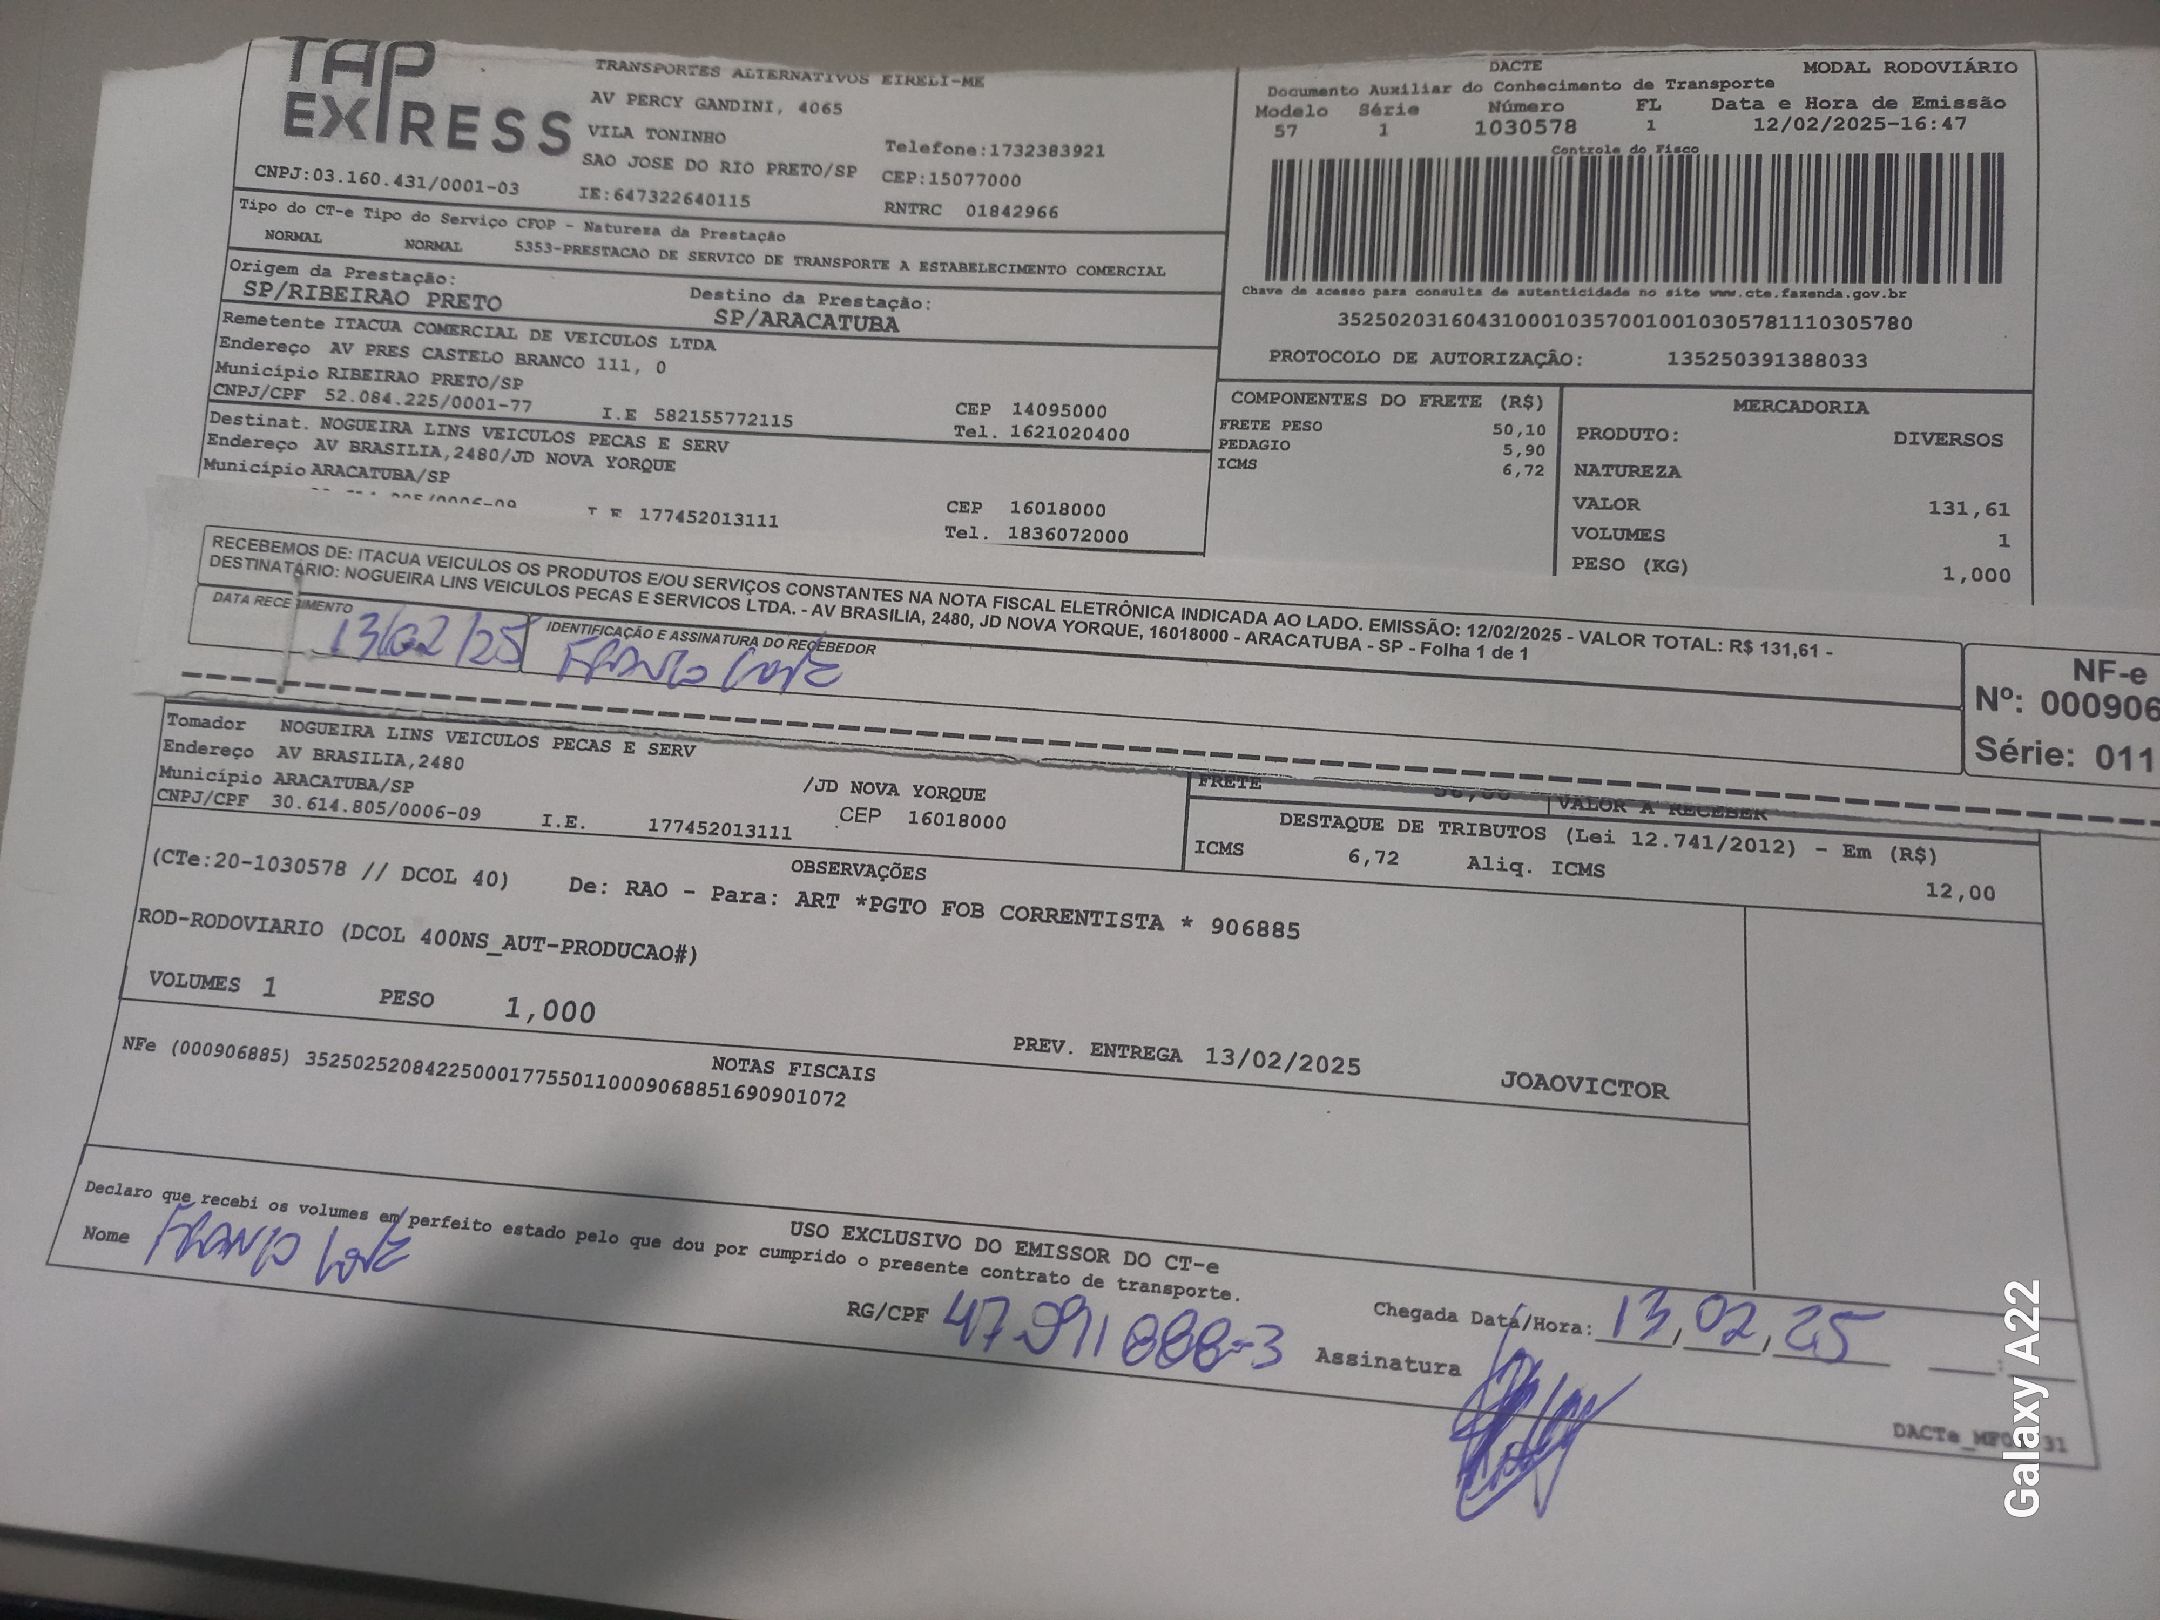 TAP
EXPRESS
TRANSPORTES ALTERNATIVOS EIRELI-ME
AV PERCY GANDINI, 4065
VILA TONINHO
Telefone:1732383921
SAO JOSE DO RIO PRETO/SP CEP:15077000
CNPJ:03.160.431/0001-03 IE:647322640115 RNTRC 01842966
DACTE MODAL RODOVIÁRIO
Documento Auxiliar do Conhecimento de Transporte
Modelo Série Número FL Data e Hora de Emissão
57 1 1030578 1 12/02/2025-16:47
Controle do Fisco
Chave de acesso para consulta de autenticidade no site www.cte.fazenda.gov.br
35250203160431000103570010010305781110305780
PROTOCOLO DE AUTORIZAÇÃO: 135250391388033
Tipo do CT-e Tipo do Serviço CFOP - Natureza da Prestação
NORMAL NORMAL 5353-PRESTACAO DE SERVICO DE TRANSPORTE A ESTABELECIMENTO COMERCIAL
Origem da Prestação: Destino da Prestação:
SP/RIBEIRAO PRETO SP/ARACATUBA
Remetente ITACUA COMERCIAL DE VEICULOS LTDA
Endereço AV PRES CASTELO BRANCO 111, 0
Município RIBEIRAO PRETO/SP CEP 14095000
CNPJ/CPF 52.084.225/0001-77 I.E 582155772115 Tel. 1621020400
Destinat. NOGUEIRA LINS VEICULOS PECAS E SERV
Endereço AV BRASILIA,2480/JD NOVA YORQUE
Município ARACATUBA/SP CEP 16018000
177452013111 Tel. 1836072000
COMPONENTES DO FRETE (R$)
FRETE PESO 50,10
PEDAGIO 5,90
ICMS 6,72
MERCADORIA
PRODUTO: DIVERSOS
NATUREZA
VALOR 131,61
VOLUMES 1
PESO (KG) 1,000
RECEBEMOS DE: ITACUA VEICULOS OS PRODUTOS E/OU SERVIÇOS CONSTANTES NA NOTA FISCAL ELETRÔNICA INDICADA AO LADO. EMISSÃO: 12/02/2025 - VALOR TOTAL: R$ 131,61 -
DESTINATÁRIO: NOGUEIRA LINS VEICULOS PECAS E SERVICOS LTDA. - AV BRASILIA, 2480, JD NOVA YORQUE, 16018000 - ARACATUBA - SP - Folha 1 de 1
DATA RECEBIMENTO IDENTIFICAÇÃO E ASSINATURA DO RECEBEDOR
13/02/25
NF-e
Nº: 000906
Série: 011
Tomador NOGUEIRA LINS VEICULOS PECAS E SERV
Endereço AV BRASILIA,2480 /JD NOVA YORQUE
Município ARACATUBA/SP CEP 16018000
CNPJ/CPF 30.614.805/0006-09 I.E. 177452013111
FRETE VALOR A RECEBER
DESTAQUE DE TRIBUTOS (Lei 12.741/2012) - Em (R$)
ICMS 6,72 Aliq. ICMS 12,00
OBSERVAÇÕES
(CTe:20-1030578 // DCOL 40) De: RAO - Para: ART *PGTO FOB CORRENTISTA * 906885
ROD-RODOVIARIO (DCOL 400NS_AUT-PRODUCAO#)
VOLUMES 1 PESO 1,000 PREV. ENTREGA 13/02/2025 JOAOVICTOR
NOTAS FISCAIS
NFe (000906885) 35250252084225000177550110009068851690901072
USO EXCLUSIVO DO EMISSOR DO CT-e
Declaro que recebi os volumes em perfeito estado pelo que dou por cumprido o presente contrato de transporte.
Nome RG/CPF Chegada Data/Hora: 13,02,25
Assinatura
Galaxy A22